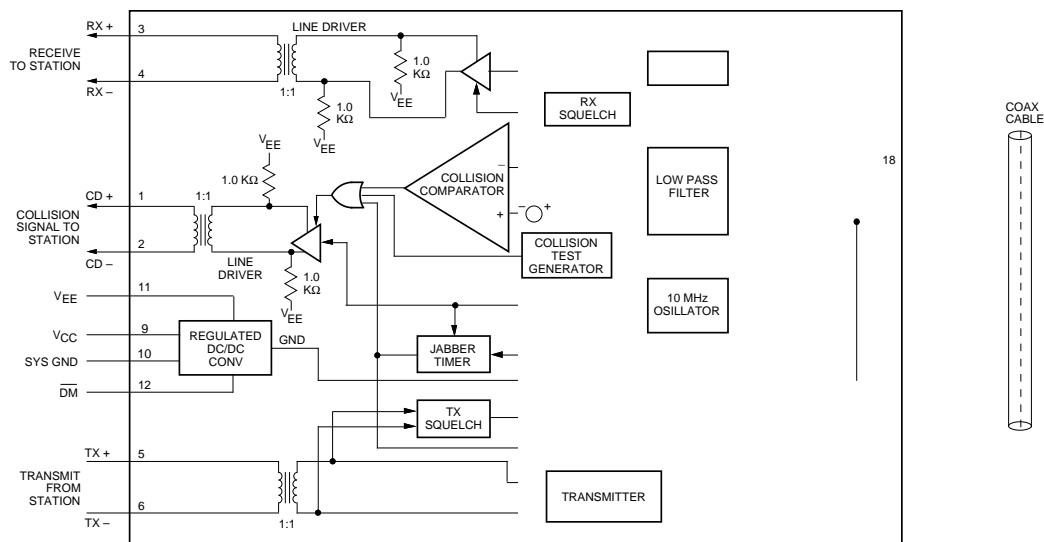 RX +
3
LINE DRIVER
RECEIVE
TO STATION
1.0
KΩ
4
RX –
1:1
VEE
1.0
KΩ
VEE
RX
SQUELCH
COAX
CABLE
VEE
1.0 KΩ
COLLISION
COMPARATOR
–
+
– +
LOW PASS
FILTER
18
CD +
1
1:1
COLLISION
SIGNAL TO
STATION
2
CD –
LINE
DRIVER
1.0
KΩ
VEE
COLLISION
TEST
GENERATOR
10 MHz
OSILLATOR
VEE
11
VCC
9
SYS GND
10
DM
12
REGULATED
DC/DC
CONV
GND
JABBER
TIMER
TX
SQUELCH
TX +
5
TRANSMIT
FROM
STATION
6
TX –
1:1
TRANSMITTER